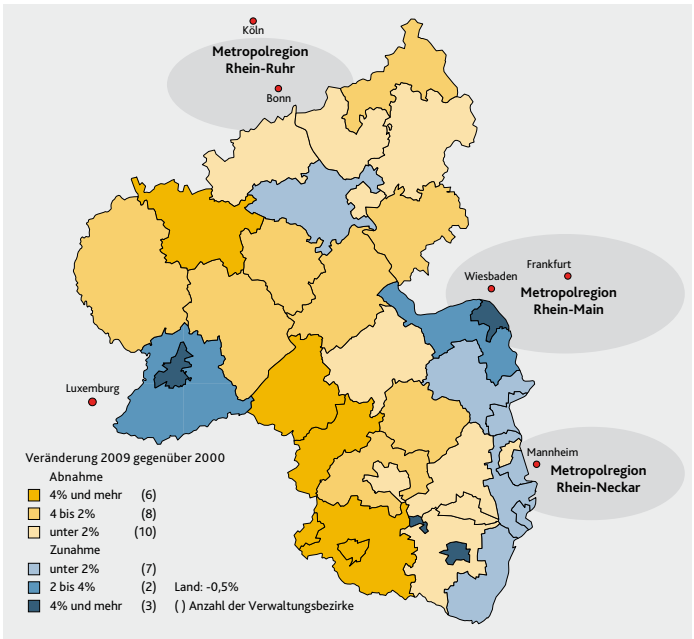 Köln
Metropolregion
Rhein-Ruhr
Bonn
Frankfurt
Wiesbaden
Metropolregion
Rhein-Main
Luxemburg
Mannheim
Metropolregion
Rhein-Neckar
Veränderung 2009 gegenüber 2000
Abnahme
4% und mehr (6)
4 bis 2% (8)
unter 2% (10)
Zunahme
unter 2% (7)
2 bis 4% (2) Land: -0,5%
4% und mehr (3) ( ) Anzahl der Verwaltungsbezirke